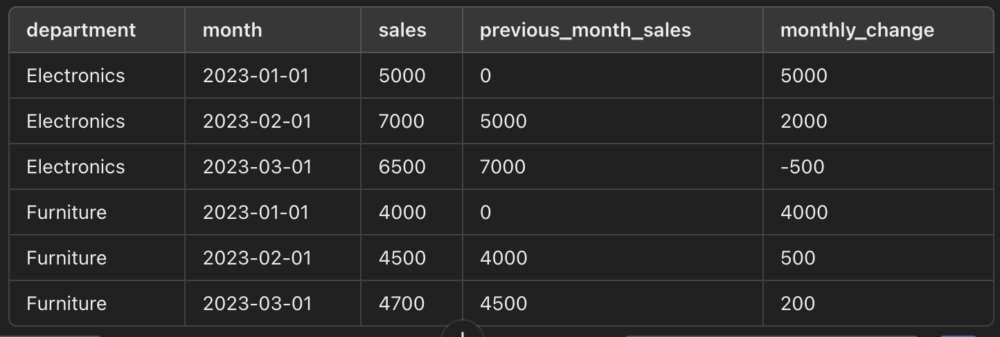 department month sales previous_month_sales monthly_change
Electronics 2023-01-01 5000 0 5000
Electronics 2023-02-01 7000 5000 2000
Electronics 2023-03-01 6500 7000 -500
Furniture 2023-01-01 4000 0 4000
Furniture 2023-02-01 4500 4000 500
Furniture 2023-03-01 4700 4500 200